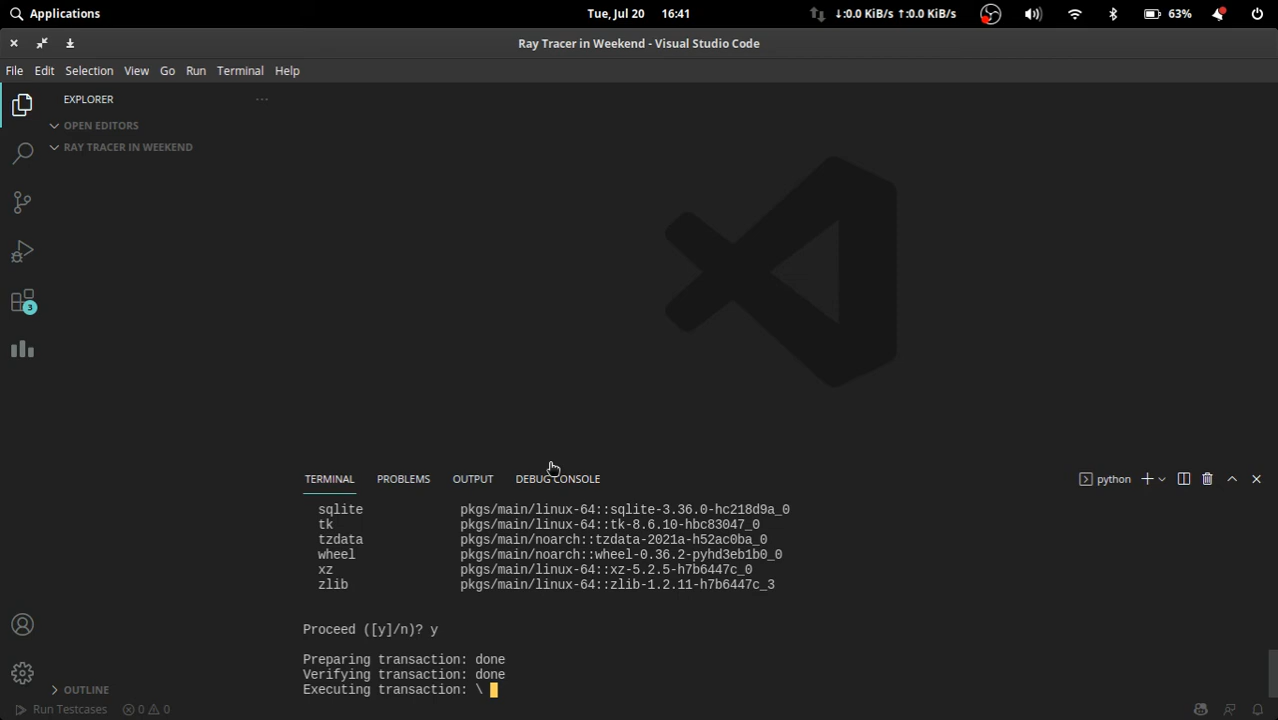 Applications
Tue, Jul 20 16:41
↓:0.0 KiB/s ↑:0.0 KiB/s
63%
Ray Tracer in Weekend - Visual Studio Code
File Edit Selection View Go Run Terminal Help
EXPLORER ···
OPEN EDITORS
RAY TRACER IN WEEKEND
3
TERMINAL PROBLEMS OUTPUT DEBUG CONSOLE
python
sqlite pkgs/main/linux-64::sqlite-3.36.0-hc218d9a_0
tk pkgs/main/linux-64::tk-8.6.10-hbc83047_0
tzdata pkgs/main/noarch::tzdata-2021a-h52ac0ba_0
wheel pkgs/main/noarch::wheel-0.36.2-pyhd3eb1b0_0
xz pkgs/main/linux-64::xz-5.2.5-h7b6447c_0
zlib pkgs/main/linux-64::zlib-1.2.11-h7b6447c_3
Proceed ([y]/n)? y
Preparing transaction: done
Verifying transaction: done
Executing transaction: \
OUTLINE
Run Testcases 0 0